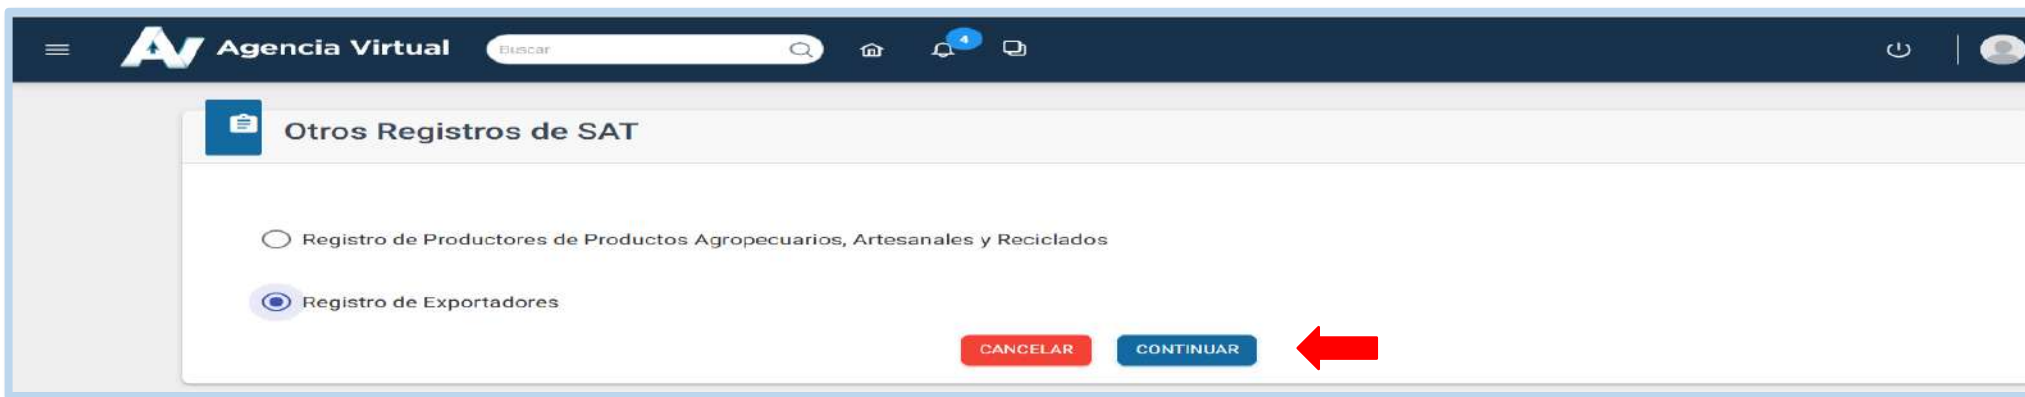 Agencia Virtual Buscar 4
Otros Registros de SAT
Registro de Productores de Productos Agropecuarios, Artesanales y Reciclados
Registro de Exportadores
CANCELAR CONTINUAR